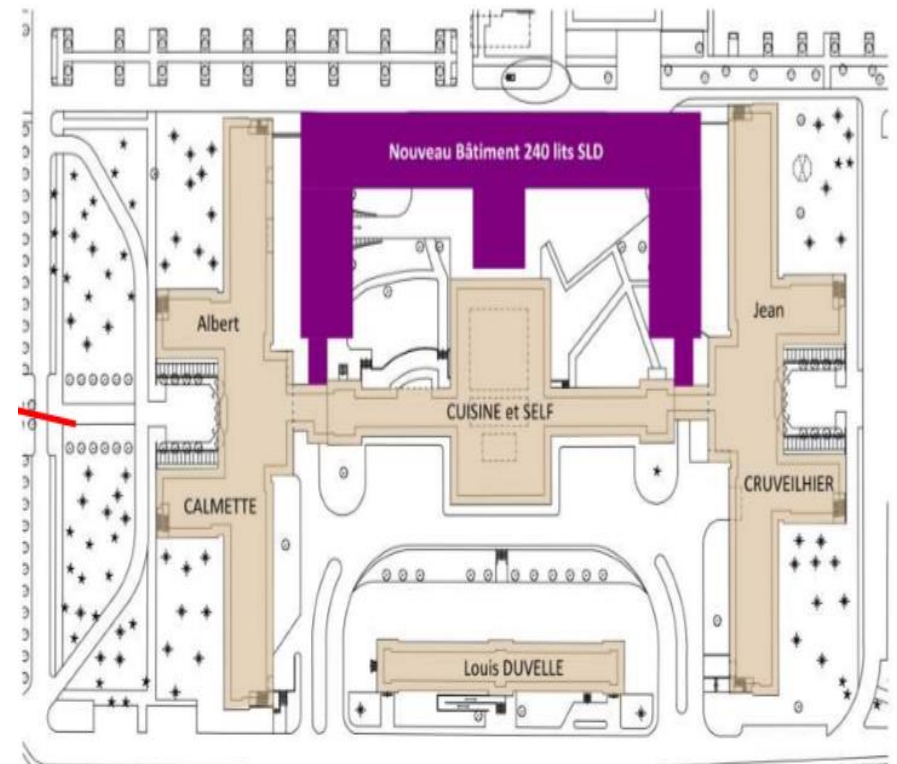 Nouveau Bâtiment 240 lits SLD
Albert
Jean
CUISINE et SELF
CALMETTE
CRUVEILHIER
Louis DUVELLE